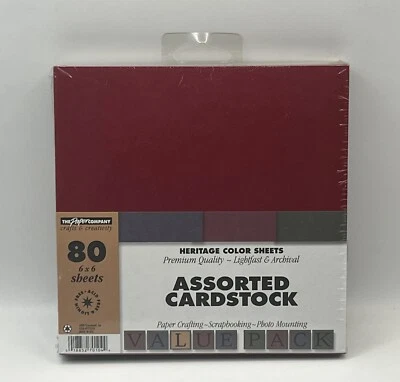 THE Paper COMPANY
crafts & creativity
80
6 x 6
sheets
HERITAGE COLOR SHEETS
Premium Quality ~ Lightfast & Archival
ASSORTED
CARDSTOCK
Paper Crafting~Scrapbooking~Photo Mounting
VALUE PACK